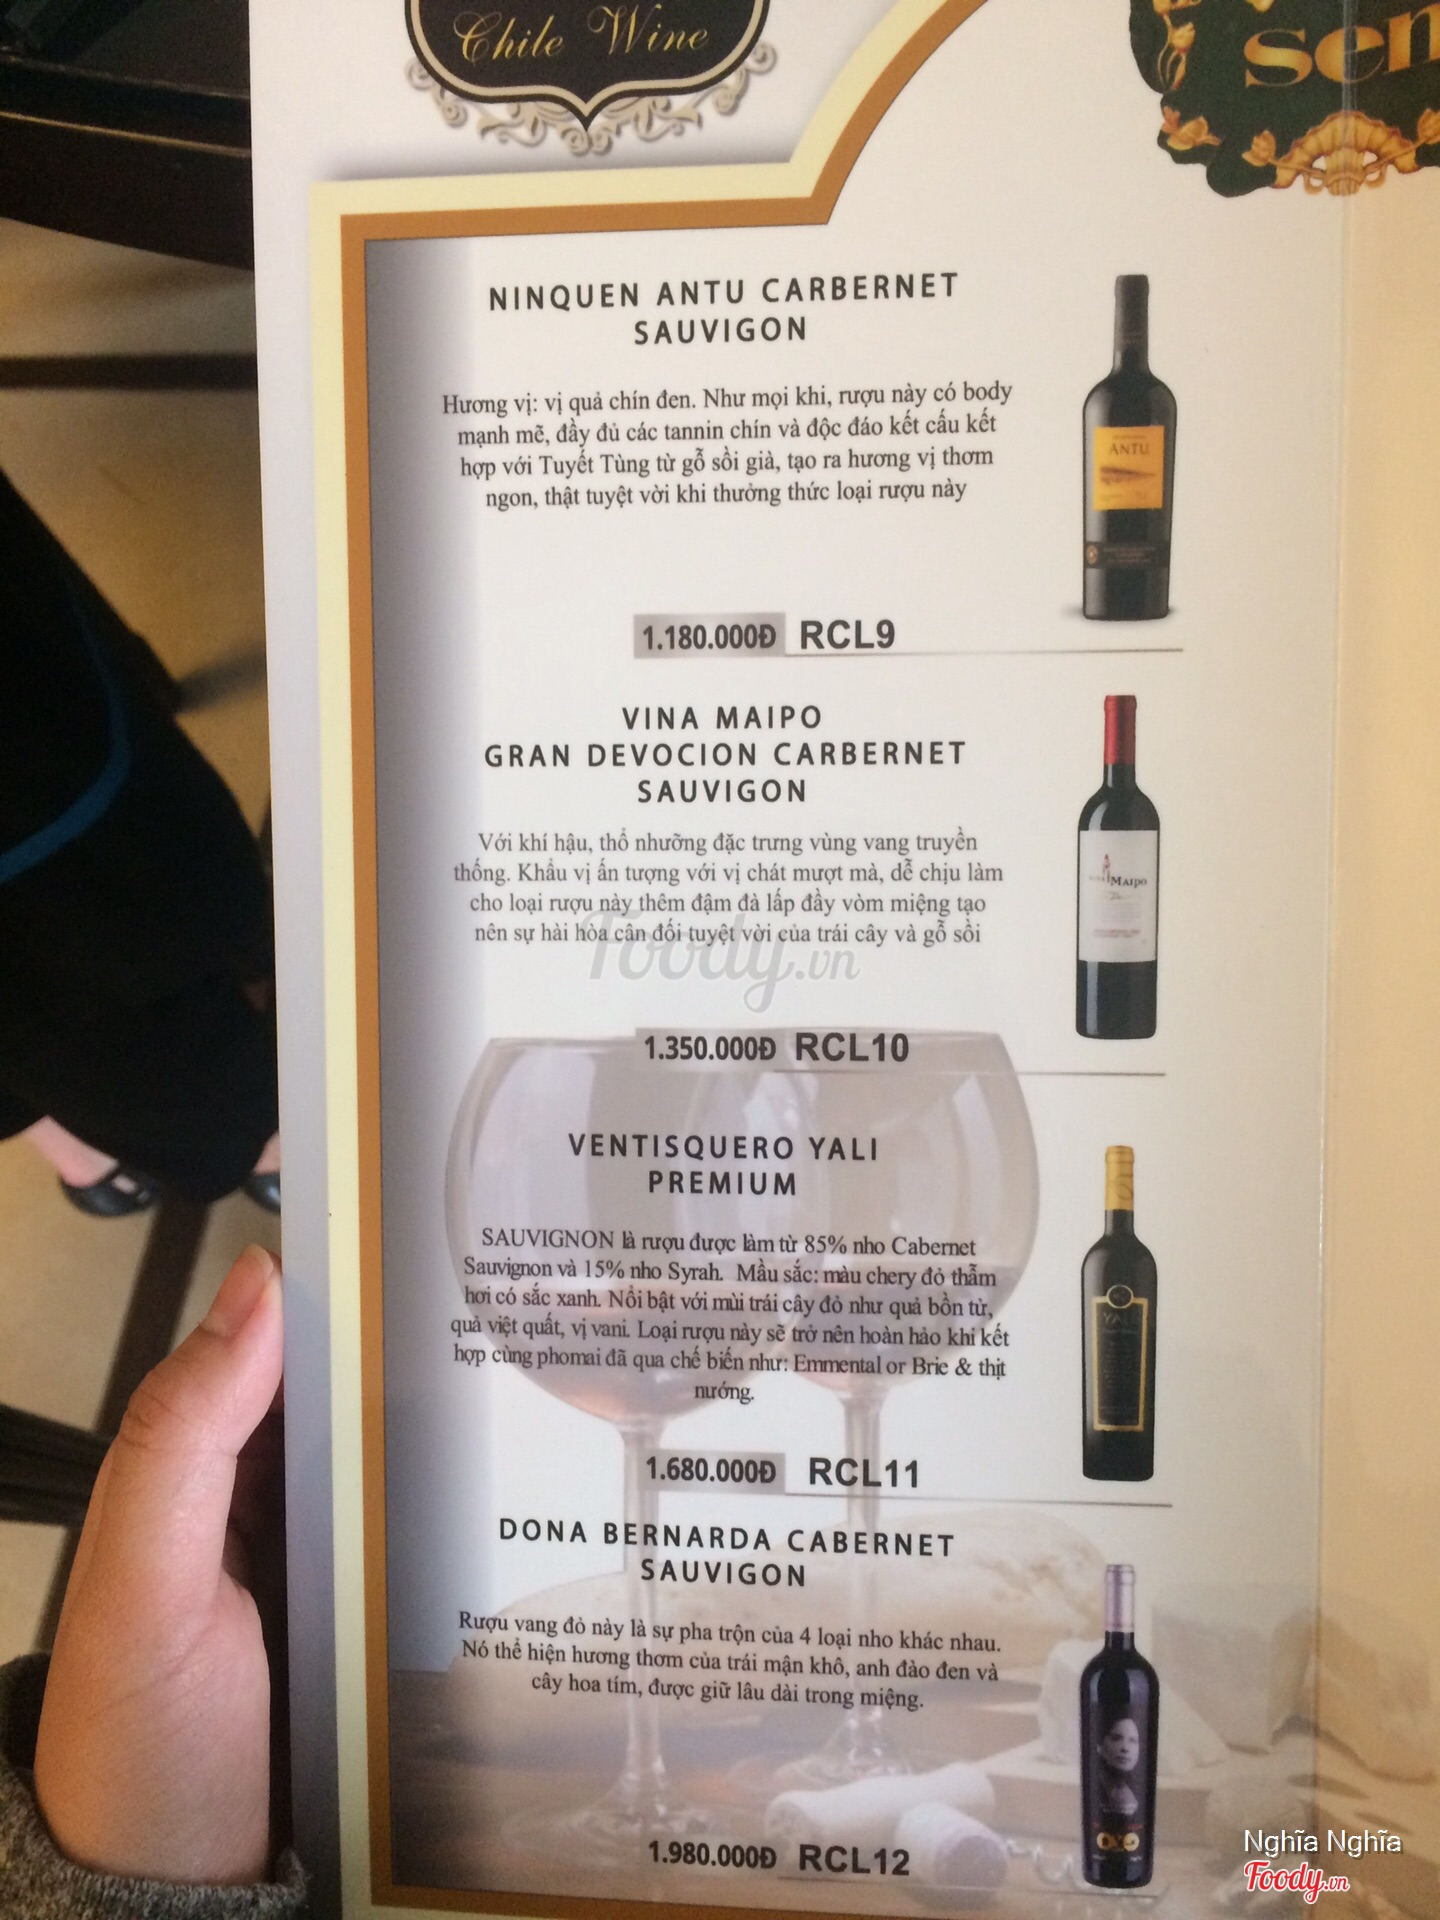 Chile Wine
sen
NINQUEN ANTU CARBERNET
SAUVIGON
Hương vị: vị quả chín đen. Như mọi khi, rượu này có body
mạnh mẽ, đầy đủ các tannin chín và độc đáo kết cấu kết
hợp với Tuyết Tùng từ gỗ sồi già, tạo ra hương vị thơm
ngon, thật tuyệt vời khi thưởng thức loại rượu này
ANTU
1.180.000Đ RCL9
VINA MAIPO
GRAN DEVOCION CARBERNET
SAUVIGON
Với khí hậu, thổ nhưỡng đặc trưng vùng vang truyền
thống. Khẩu vị ấn tượng với vị chát mượt mà, dễ chịu làm
cho loại rượu này thêm đậm đà lấp đầy vòm miệng tạo
nên sự hài hòa cân đối tuyệt vời của trái cây và gỗ sồi
MAIPO
Foody.vn
1.350.000Đ RCL10
VENTISQUERO YALI
PREMIUM
SAUVIGNON là rượu được làm từ 85% nho Cabernet
Sauvignon và 15% nho Syrah. Mầu sắc: màu chery đỏ thẫm
hơi có sắc xanh. Nổi bật với mùi trái cây đỏ như quả bồn tử,
quả việt quất, vị vani. Loại rượu này sẽ trở nên hoàn hảo khi kết
hợp cùng phomai đã qua chế biến như: Emmental or Brie & thịt
nướng.
YALI
1.680.000Đ RCL11
DONA BERNARDA CABERNET
SAUVIGON
Rượu vang đỏ này là sự pha trộn của 4 loại nho khác nhau.
Nó thể hiện hương thơm của trái mận khô, anh đào đen và
cây hoa tím, được giữ lâu dài trong miệng.
1.980.000Đ RCL12
Nghĩa Nghĩa
Foody.vn